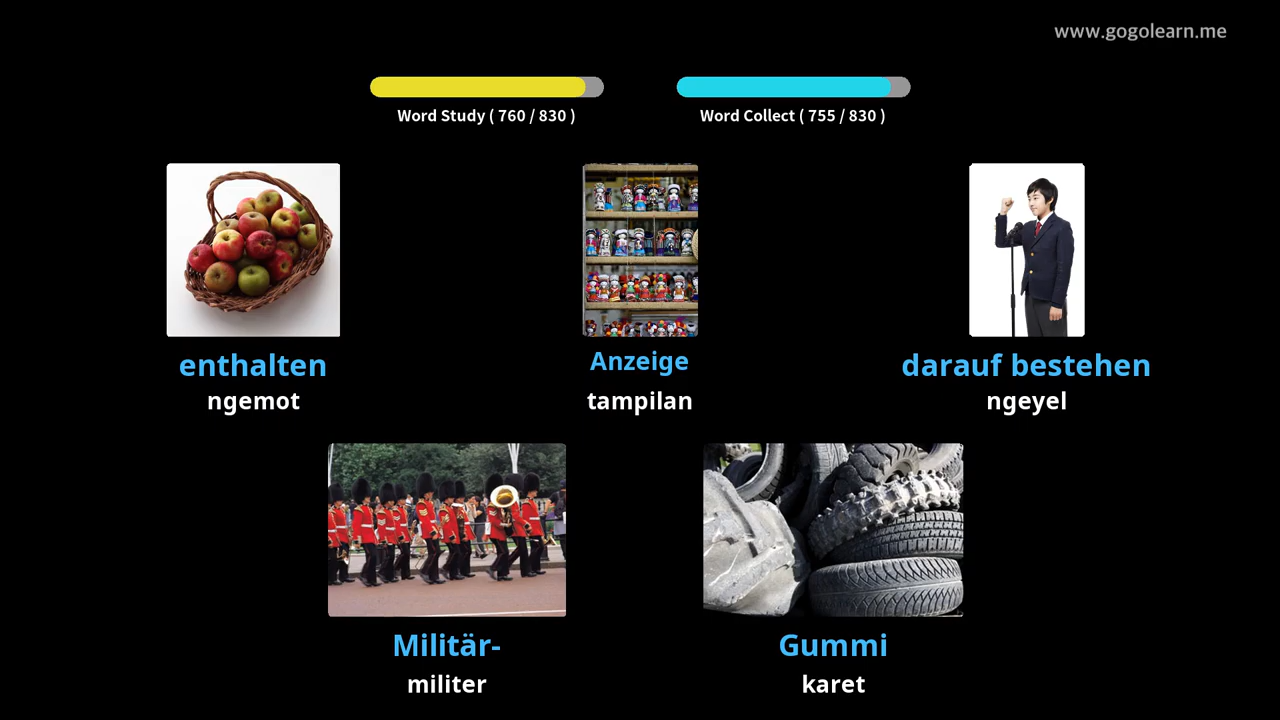 www.gogolearn.me
Word Study ( 760 / 830 )
Word Collect ( 755 / 830 )
enthalten
ngemot
Anzeige
tampilan
darauf bestehen
ngeyel
Militär-
militer
Gummi
karet